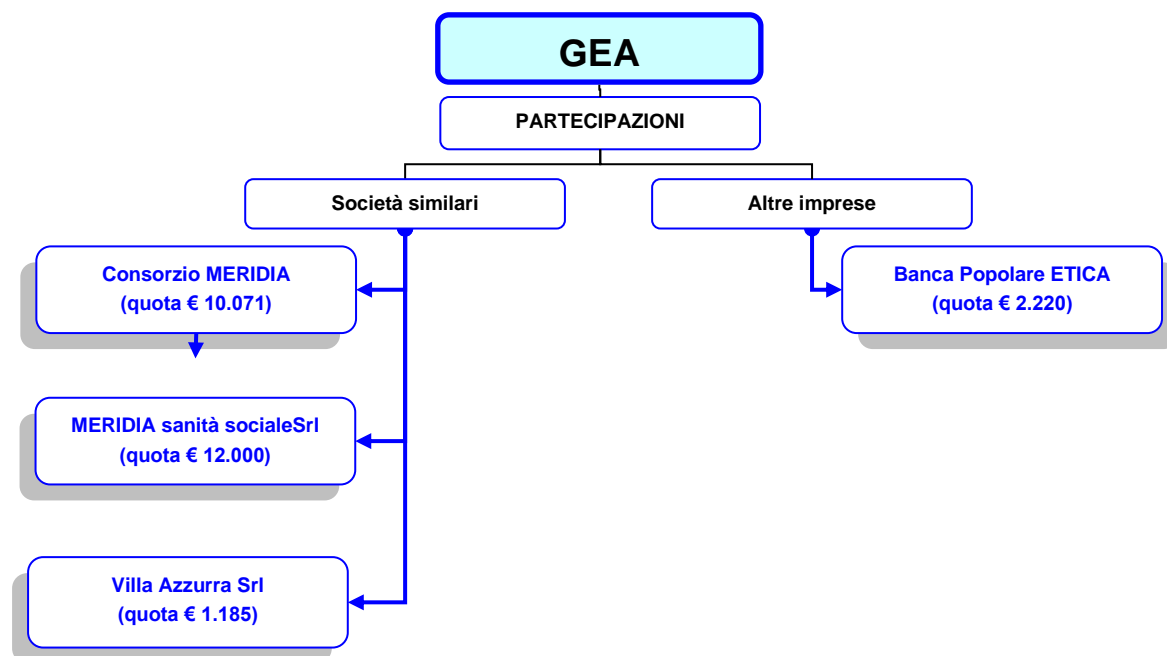 GEA
PARTECIPAZIONI
Società similari
Altre imprese
Consorzio MERIDIA
(quota € 10.071)
Banca Popolare ETICA
(quota € 2.220)
MERIDIA sanità socialeSrl
(quota € 12.000)
Villa Azzurra Srl
(quota € 1.185)